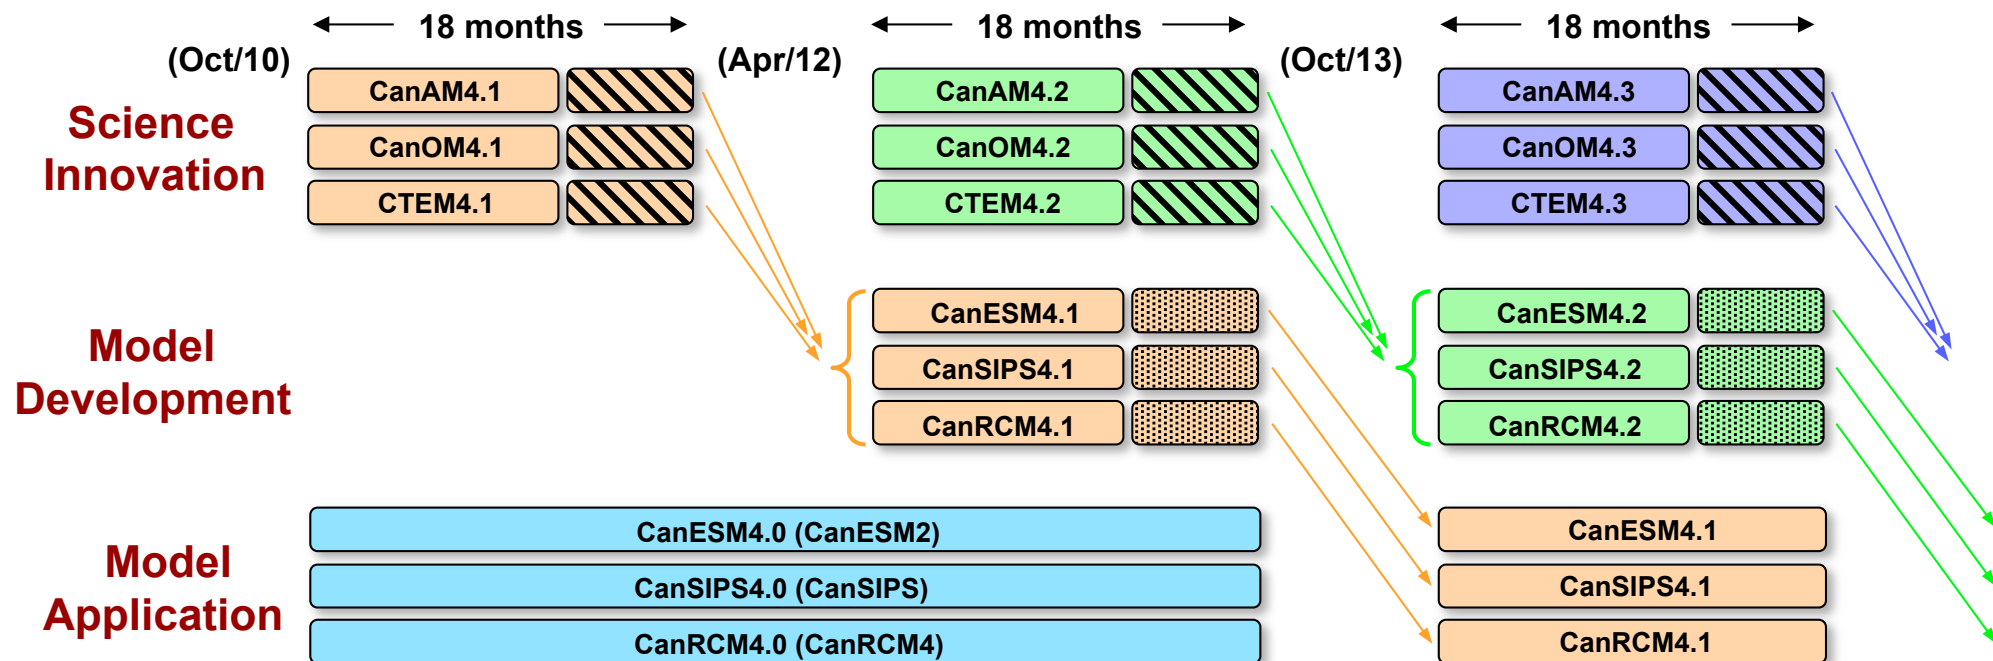 18 months
18 months
18 months
(Oct/10)
(Apr/12)
(Oct/13)
Science
Innovation
CanAM4.1
CanAM4.2
CanAM4.3
CanOM4.1
CanOM4.2
CanOM4.3
CTEM4.1
CTEM4.2
CTEM4.3
Model
Development
CanESM4.1
CanESM4.2
CanSIPS4.1
CanSIPS4.2
CanRCM4.1
CanRCM4.2
Model
Application
CanESM4.0 (CanESM2)
CanESM4.1
CanSIPS4.0 (CanSIPS)
CanSIPS4.1
CanRCM4.0 (CanRCM4)
CanRCM4.1